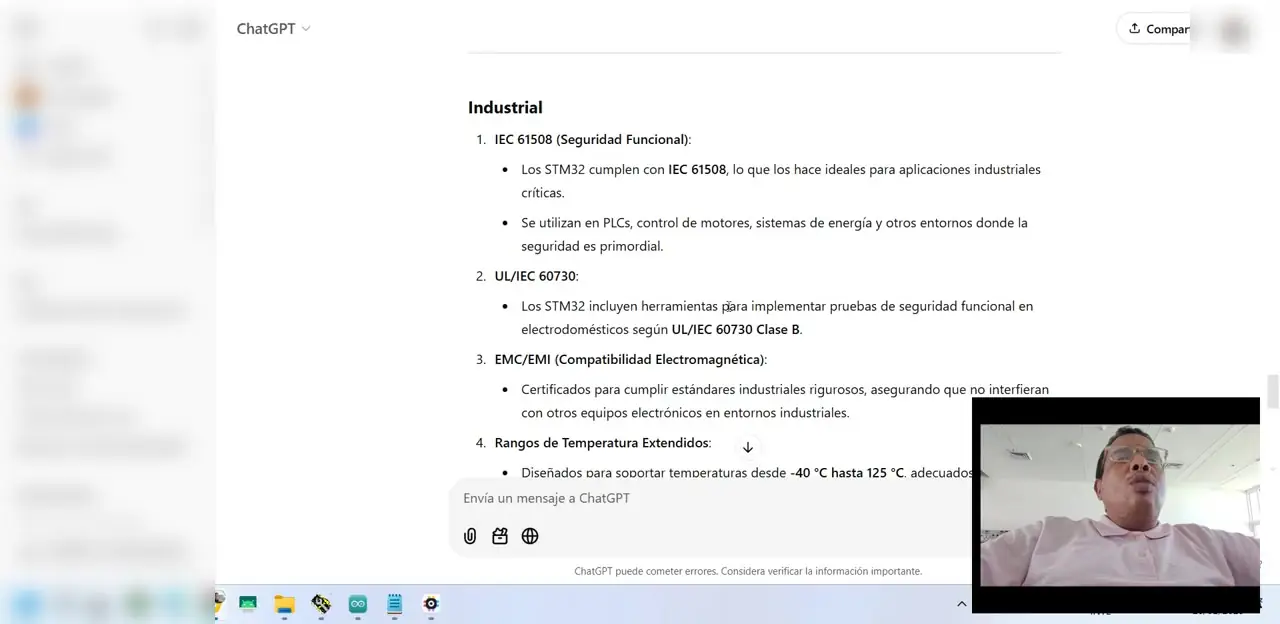 ChatGPT
Compar
Industrial
1. IEC 61508 (Seguridad Funcional):
• Los STM32 cumplen con IEC 61508, lo que los hace ideales para aplicaciones industriales
críticas.
• Se utilizan en PLCs, control de motores, sistemas de energía y otros entornos donde la
seguridad es primordial.
2. UL/IEC 60730:
• Los STM32 incluyen herramientas para implementar pruebas de seguridad funcional en
electrodomésticos según UL/IEC 60730 Clase B.
3. EMC/EMI (Compatibilidad Electromagnética):
• Certificados para cumplir estándares industriales rigurosos, asegurando que no interfieran
con otros equipos electrónicos en entornos industriales.
4. Rangos de Temperatura Extendidos:
• Diseñados para soportar temperaturas desde -40 °C hasta 125 °C, adecuados
Envía un mensaje a ChatGPT
ChatGPT puede cometer errores. Considera verificar la información importante.